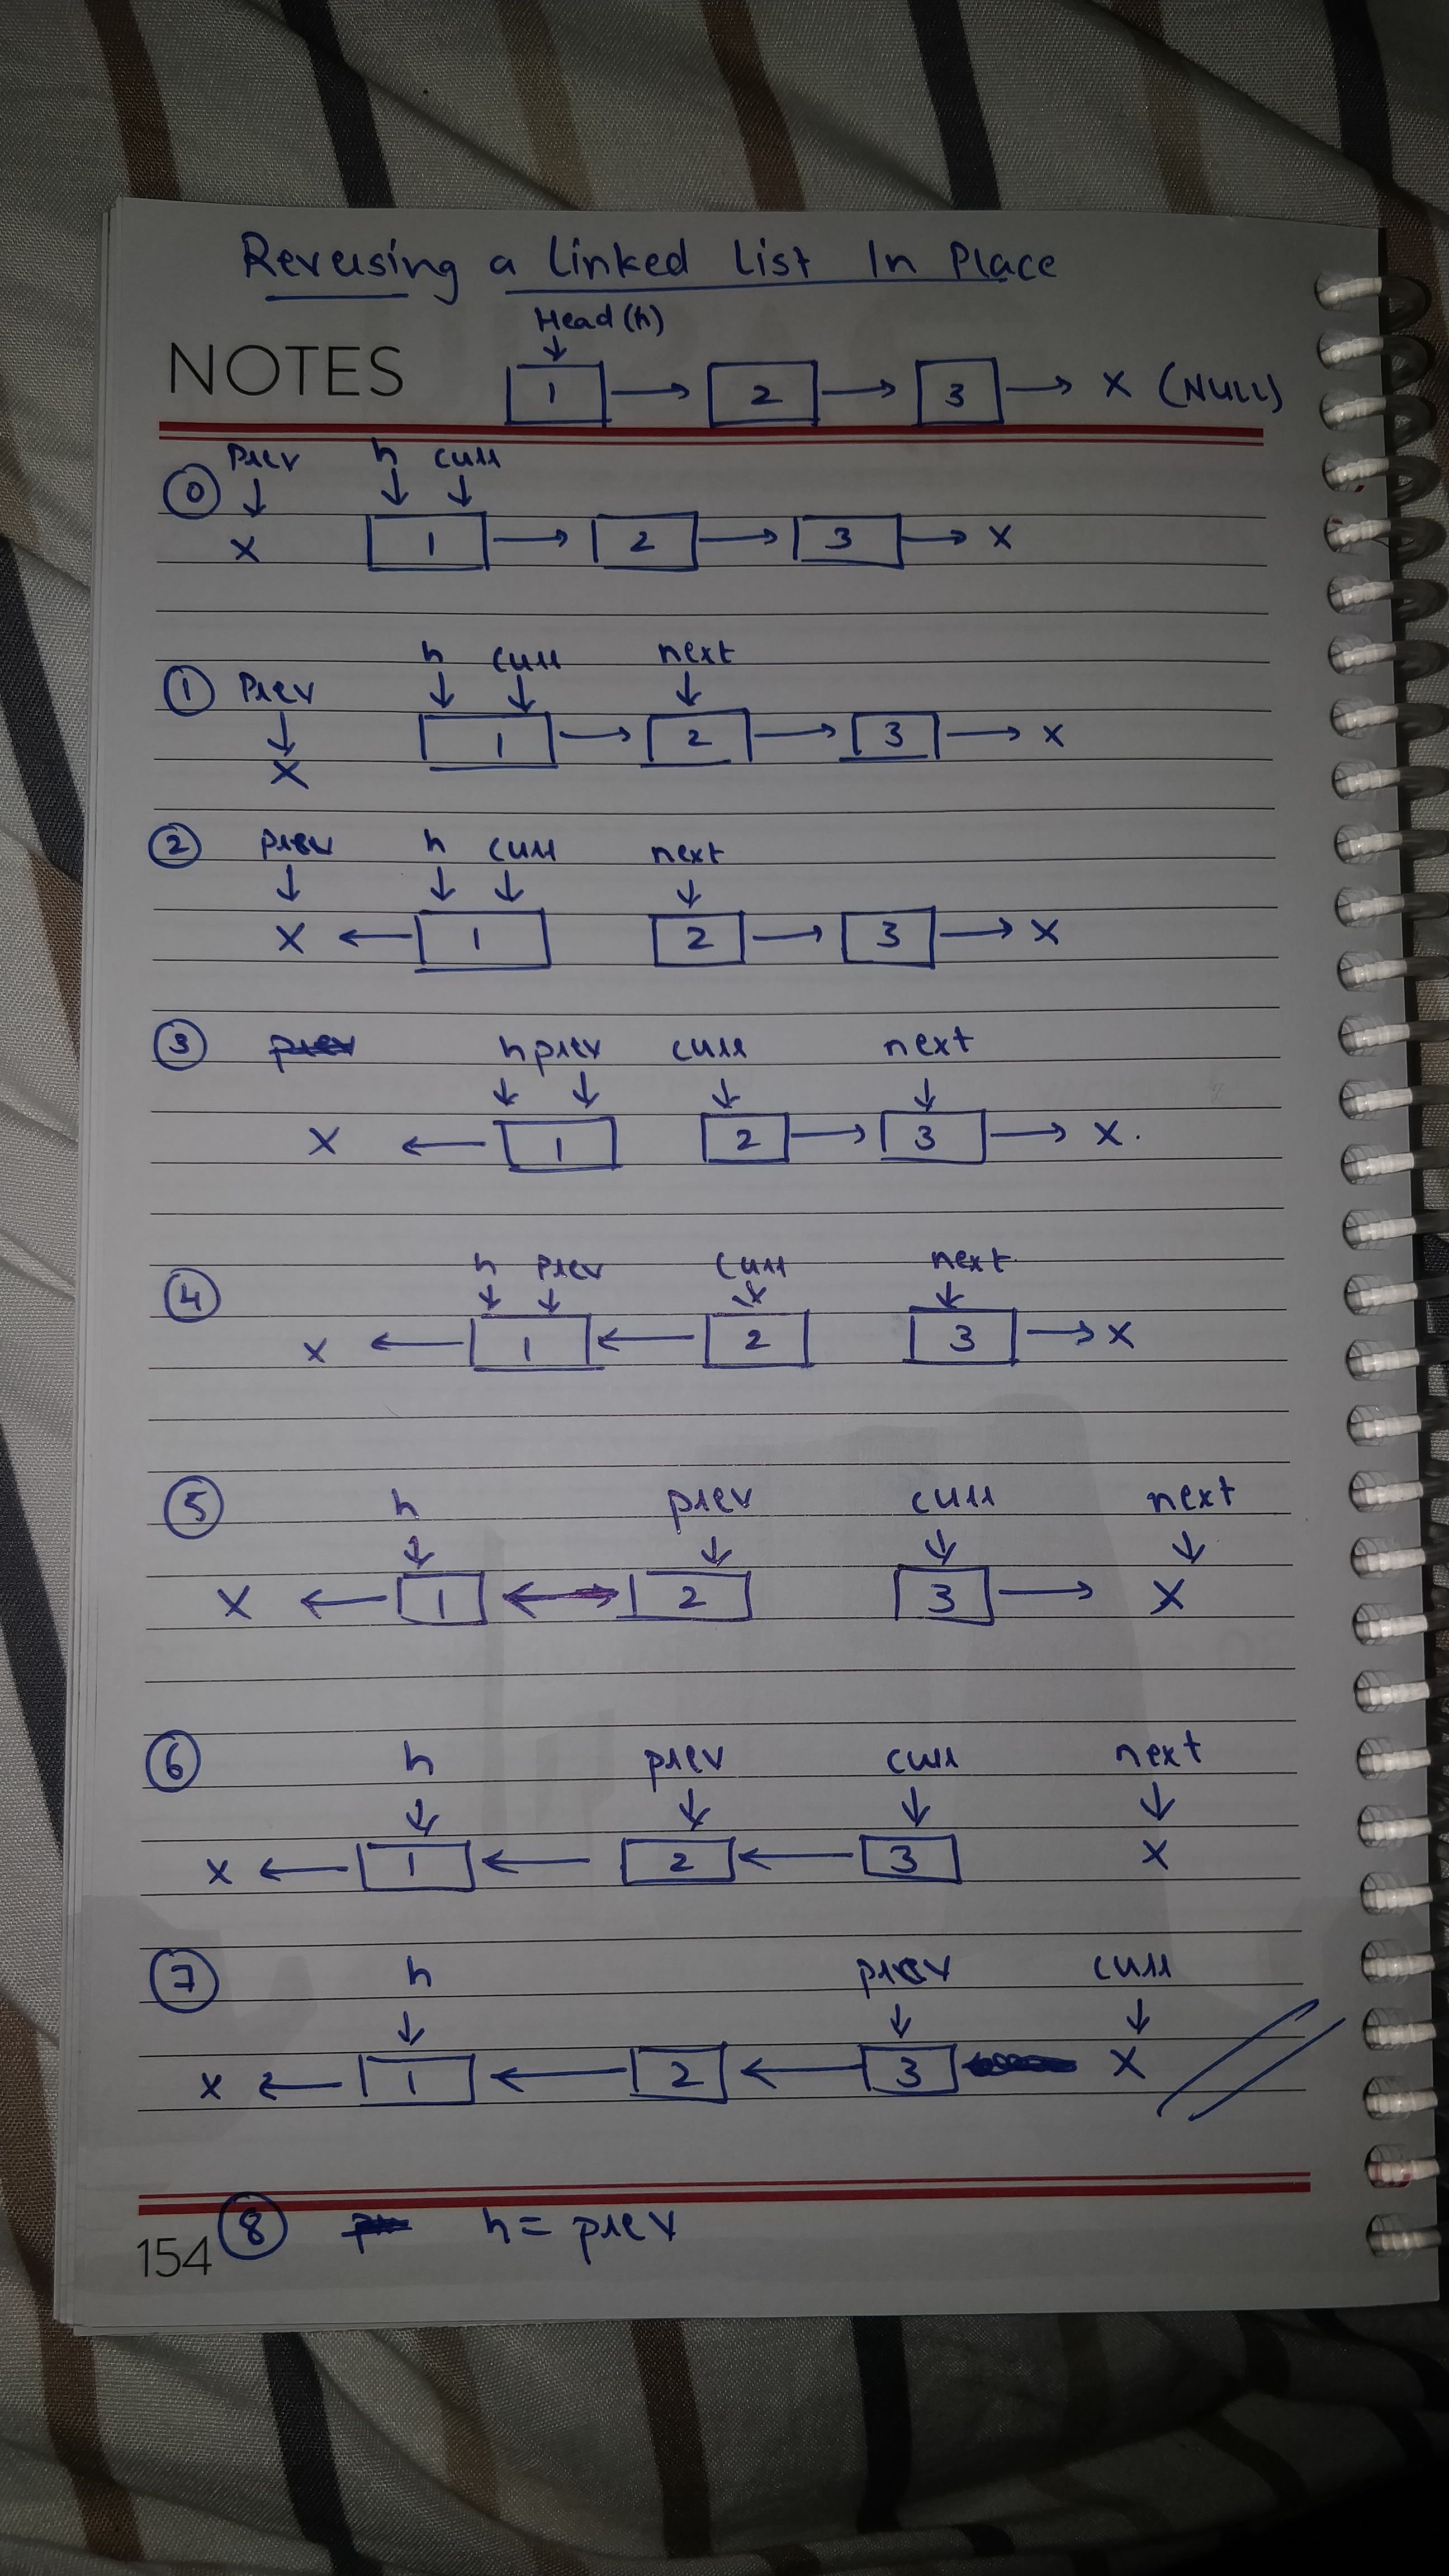 Reversing a Linked List In Place
Head (h)
NOTES 1 → 2 → 3 → X (NULL)
prev h curr
0
X 1 → 2 → 3 → X
h curr next
1 Prev
1 → 2 → 3 → X
X
2 prev h curr next
X ← 1 2 → 3 → X
3 prev h prev curr next
X ← 1 2 → 3 → X.
h prev curr next
4
X ← 1 ← 2 3 → X
5 h prev curr next
X ← 1 ← 2 3 → X
6 h prev curr next
X ← 1 ← 2 ← 3 X
7 h prev curr
X ← 1 ← 2 ← 3 X
8 h = prev
154